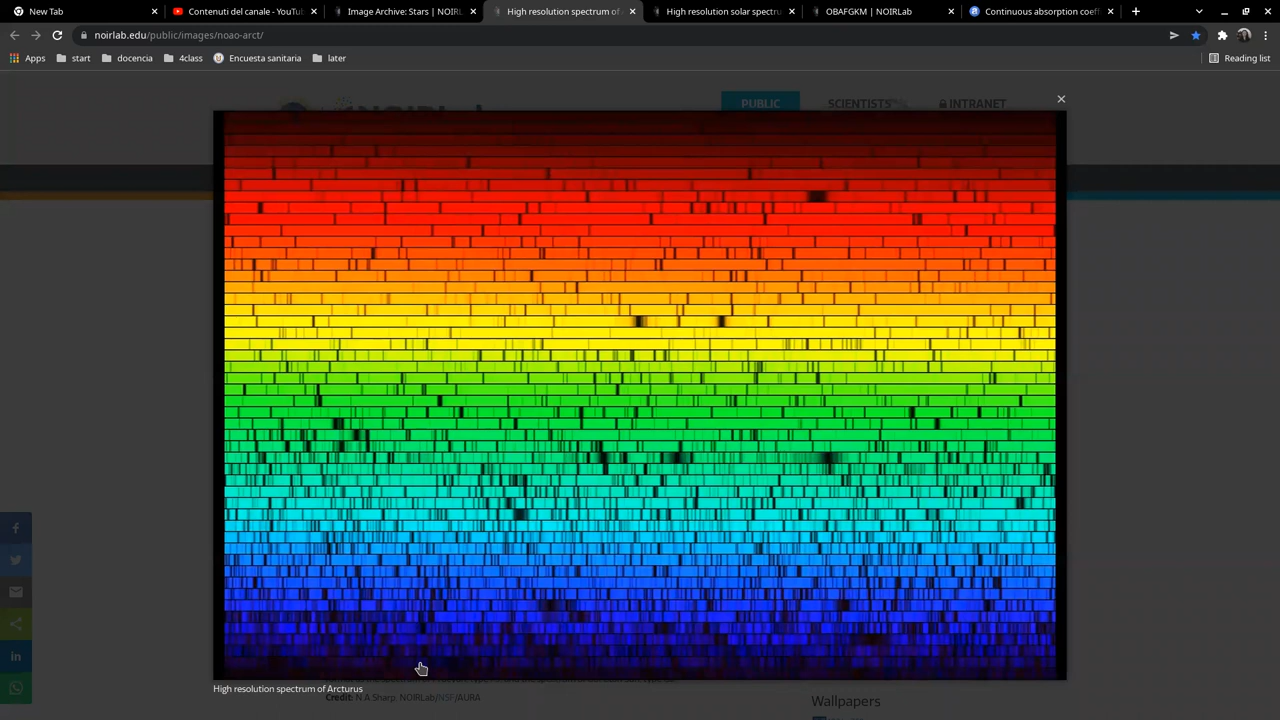 New Tab
Contenuti del canale - YouTu
Image Archive: Stars | NOIRL
High resolution spectrum of
High resolution solar spectru
OBAFGKM | NOIRLab
Continuous absorption coeff
noirlab.edu/public/images/noao-arct/
Apps
start
docencia
4class
Encuesta sanitaria
later
Reading list
PUBLIC
SCIENTISTS
INTRANET
High resolution spectrum of Arcturus
Credit: N.A.Sharp, NOIRLab/NSF/AURA
Wallpapers